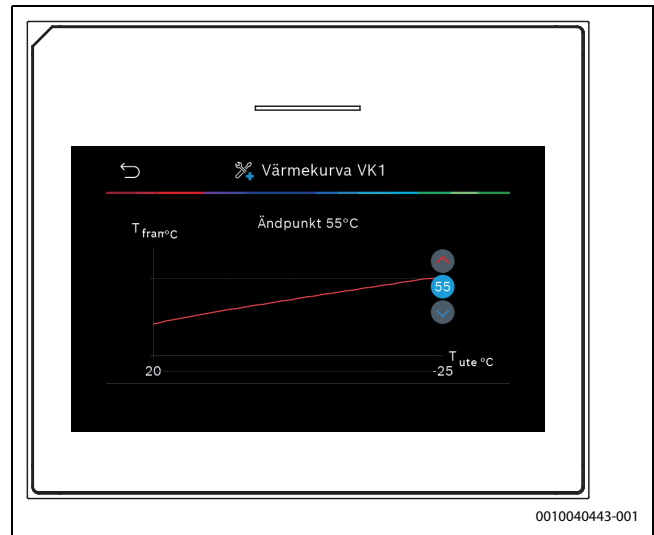 Värmekurva VK1
Ändpunkt 55°C
T fram°C
55
T ute °C
20
-25
0010040443-001